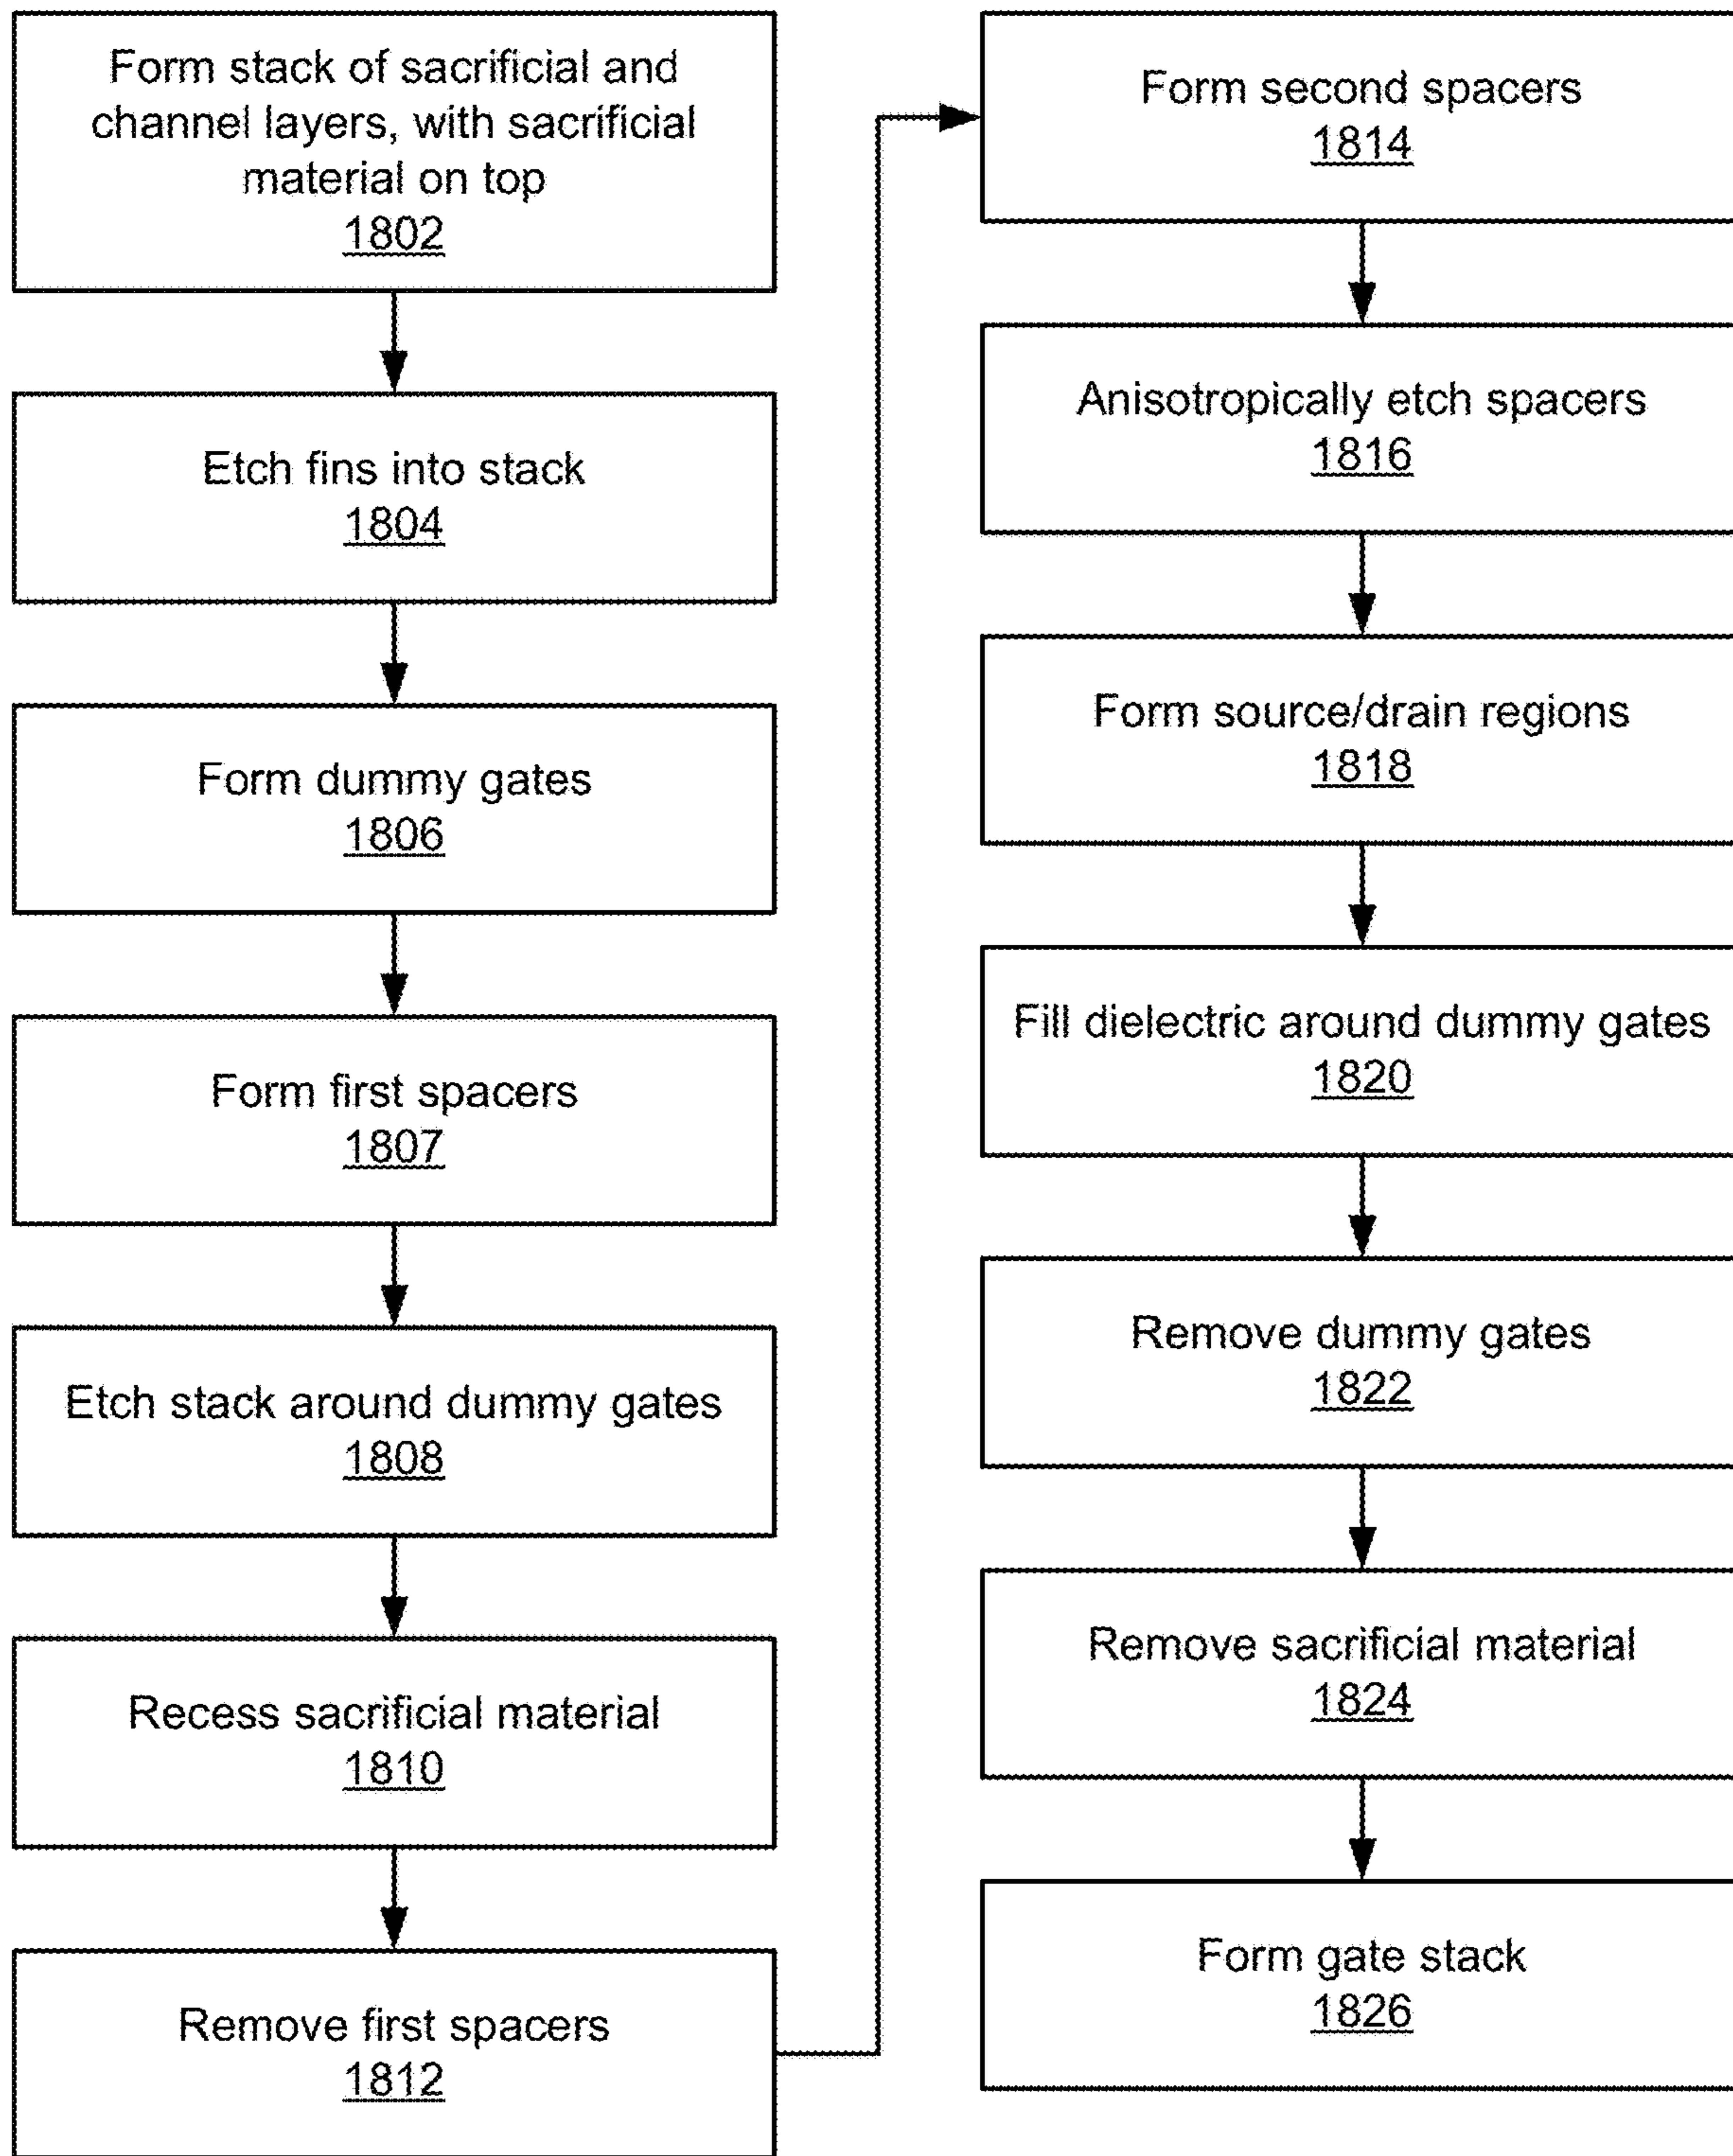 Form stack of sacrificial and
channel layers, with sacrificial
material on top
1802
Etch fins into stack
1804
Form dummy gates
1806
Form first spacers
1807
Etch stack around dummy gates
1808
Recess sacrificial material
1810
Remove first spacers
1812
Form second spacers
1814
Anisotropically etch spacers
1816
Form source/drain regions
1818
Fill dielectric around dummy gates
1820
Remove dummy gates
1822
Remove sacrificial material
1824
Form gate stack
1826